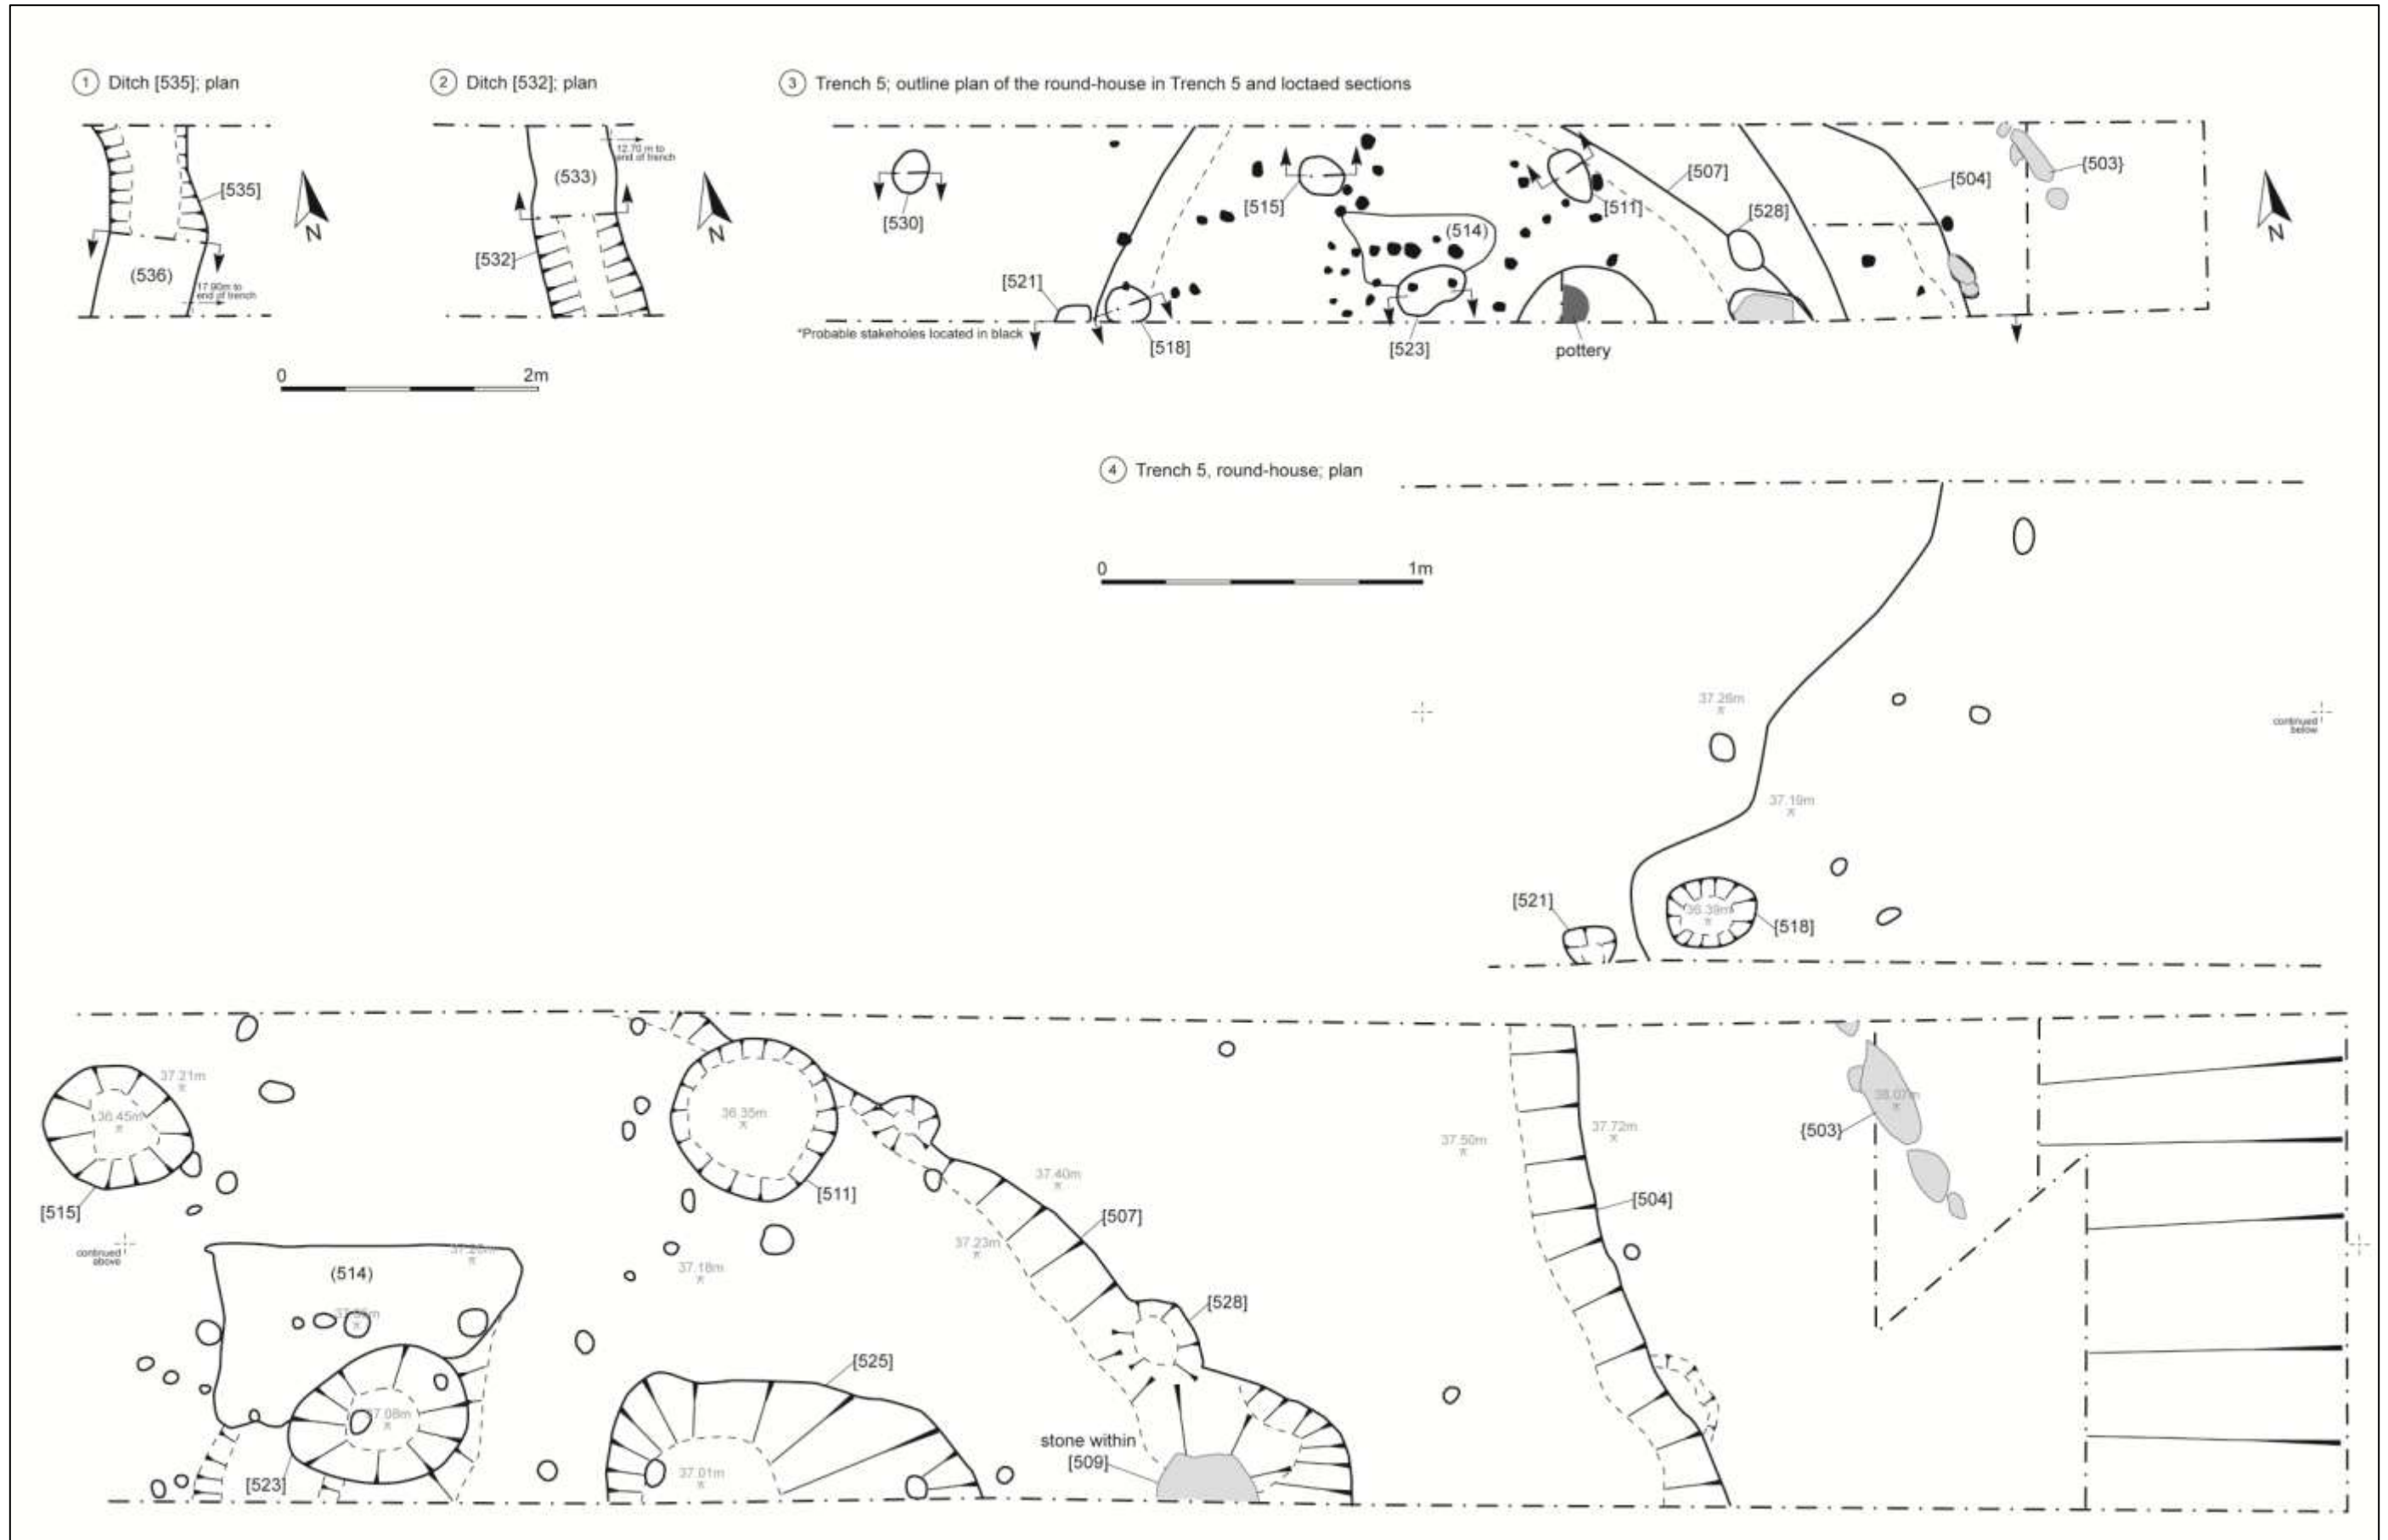 1 Ditch [535]; plan
[535]
(536)
17.90m to
end of trench
N
2 Ditch [532]; plan
12.70 m to
end of trench
(533)
[532]
N
0 2m
3 Trench 5; outline plan of the round-house in Trench 5 and loctaed sections
[530]
[521]
*Probable stakeholes located in black
[518]
[515]
(514)
[523]
[511]
pottery
[507]
[528]
[504]
{503}
N
4 Trench 5, round-house; plan
0 1m
37.26m
continued
below
37.19m
[521]
36.39m
[518]
37.21m
36.45m
[515]
continued
above
(514)
37.08m
[523]
36.35m
[511]
37.18m
37.40m
[507]
37.23m
[528]
[525]
37.01m
stone within
[509]
37.50m
37.72m
[504]
38.07m
{503}